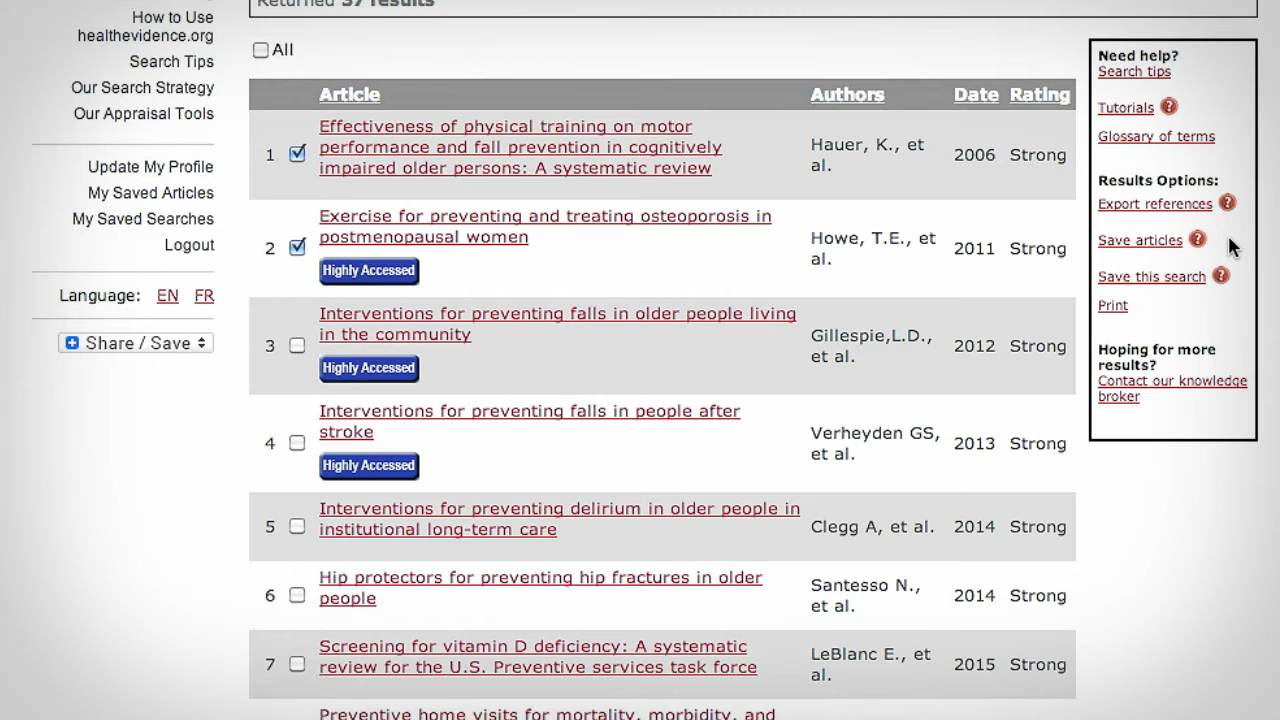 Returned 37 results
How to Use
healthevidence.org
Search Tips
Our Search Strategy
Our Appraisal Tools
Update My Profile
My Saved Articles
My Saved Searches
Logout
Language: EN FR
Share / Save
All
Article Authors Date Rating
1 Effectiveness of physical training on motor
performance and fall prevention in cognitively
impaired older persons: A systematic review
Hauer, K., et
al.
2006 Strong
2 Exercise for preventing and treating osteoporosis in
postmenopausal women
Highly Accessed
Howe, T.E., et
al.
2011 Strong
3 Interventions for preventing falls in older people living
in the community
Highly Accessed
Gillespie,L.D.,
et al.
2012 Strong
4 Interventions for preventing falls in people after
stroke
Highly Accessed
Verheyden GS,
et al.
2013 Strong
5 Interventions for preventing delirium in older people in
institutional long-term care
Clegg A, et al.
2014 Strong
6 Hip protectors for preventing hip fractures in older
people
Santesso N.,
et al.
2014 Strong
7 Screening for vitamin D deficiency: A systematic
review for the U.S. Preventive services task force
LeBlanc E., et
al.
2015 Strong
Preventive home visits for mortality, morbidity, and
Need help?
Search tips
Tutorials ?
Glossary of terms
Results Options:
Export references ?
Save articles ?
Save this search ?
Print
Hoping for more
results?
Contact our knowledge
broker